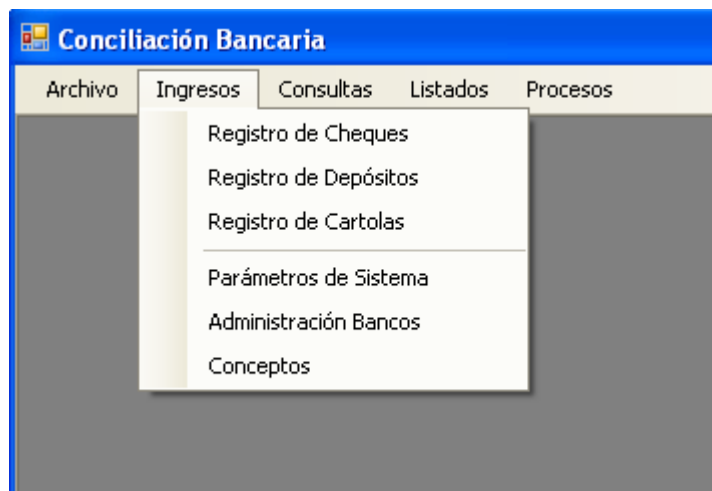 Conciliación Bancaria
Archivo Ingresos Consultas Listados Procesos
Registro de Cheques
Registro de Depósitos
Registro de Cartolas
Parámetros de Sistema
Administración Bancos
Conceptos